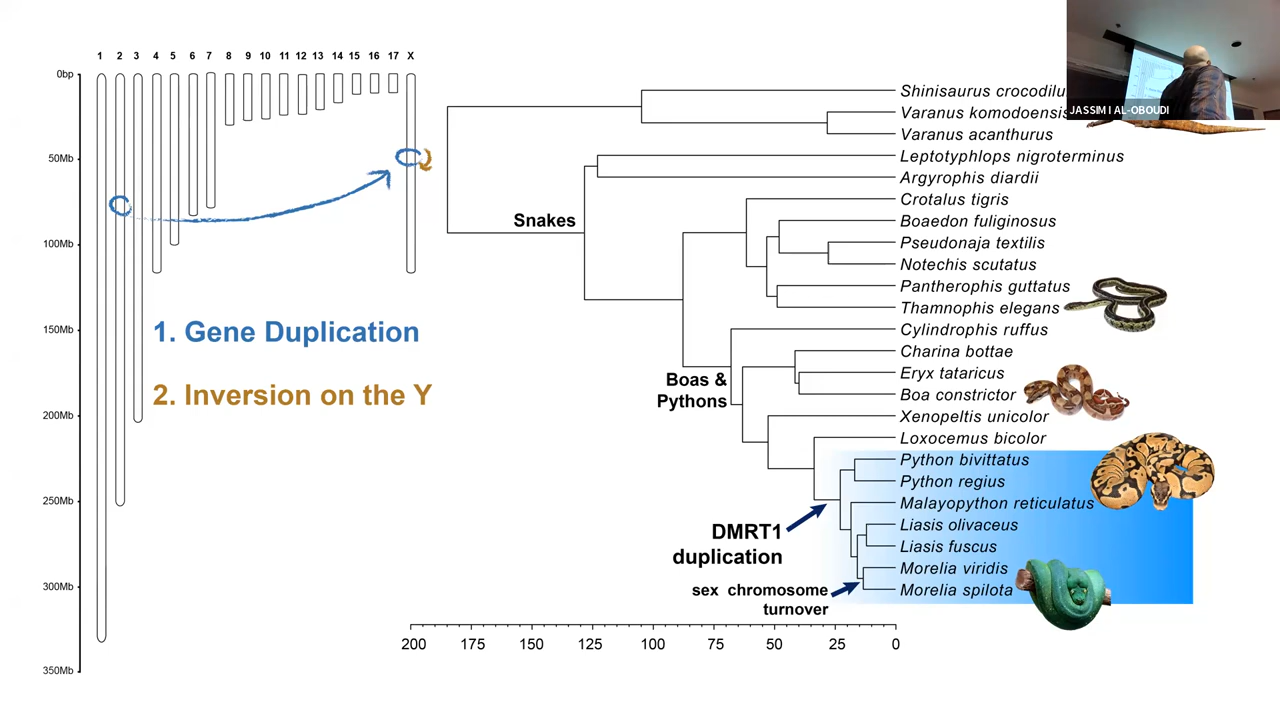 1 2 3 4 5 6 7 8 9 10 11 12 13 14 15 16 17 X
0bp
50Mb
100Mb
150Mb
200Mb
250Mb
300Mb
350Mb
1. Gene Duplication
2. Inversion on the Y
Snakes
Boas &
Pythons
DMRT1
duplication
sex chromosome
turnover
Shinisaurus crocodilu
Varanus komodoensis
Varanus acanthurus
Leptotyphlops nigroterminus
Argyrophis diardii
Crotalus tigris
Boaedon fuliginosus
Pseudonaja textilis
Notechis scutatus
Pantherophis guttatus
Thamnophis elegans
Cylindrophis ruffus
Charina bottae
Eryx tataricus
Boa constrictor
Xenopeltis unicolor
Loxocemus bicolor
Python bivittatus
Python regius
Malayopython reticulatus
Liasis olivaceus
Liasis fuscus
Morelia viridis
Morelia spilota
200 175 150 125 100 75 50 25 0
JASSIM I AL-OBOUDI